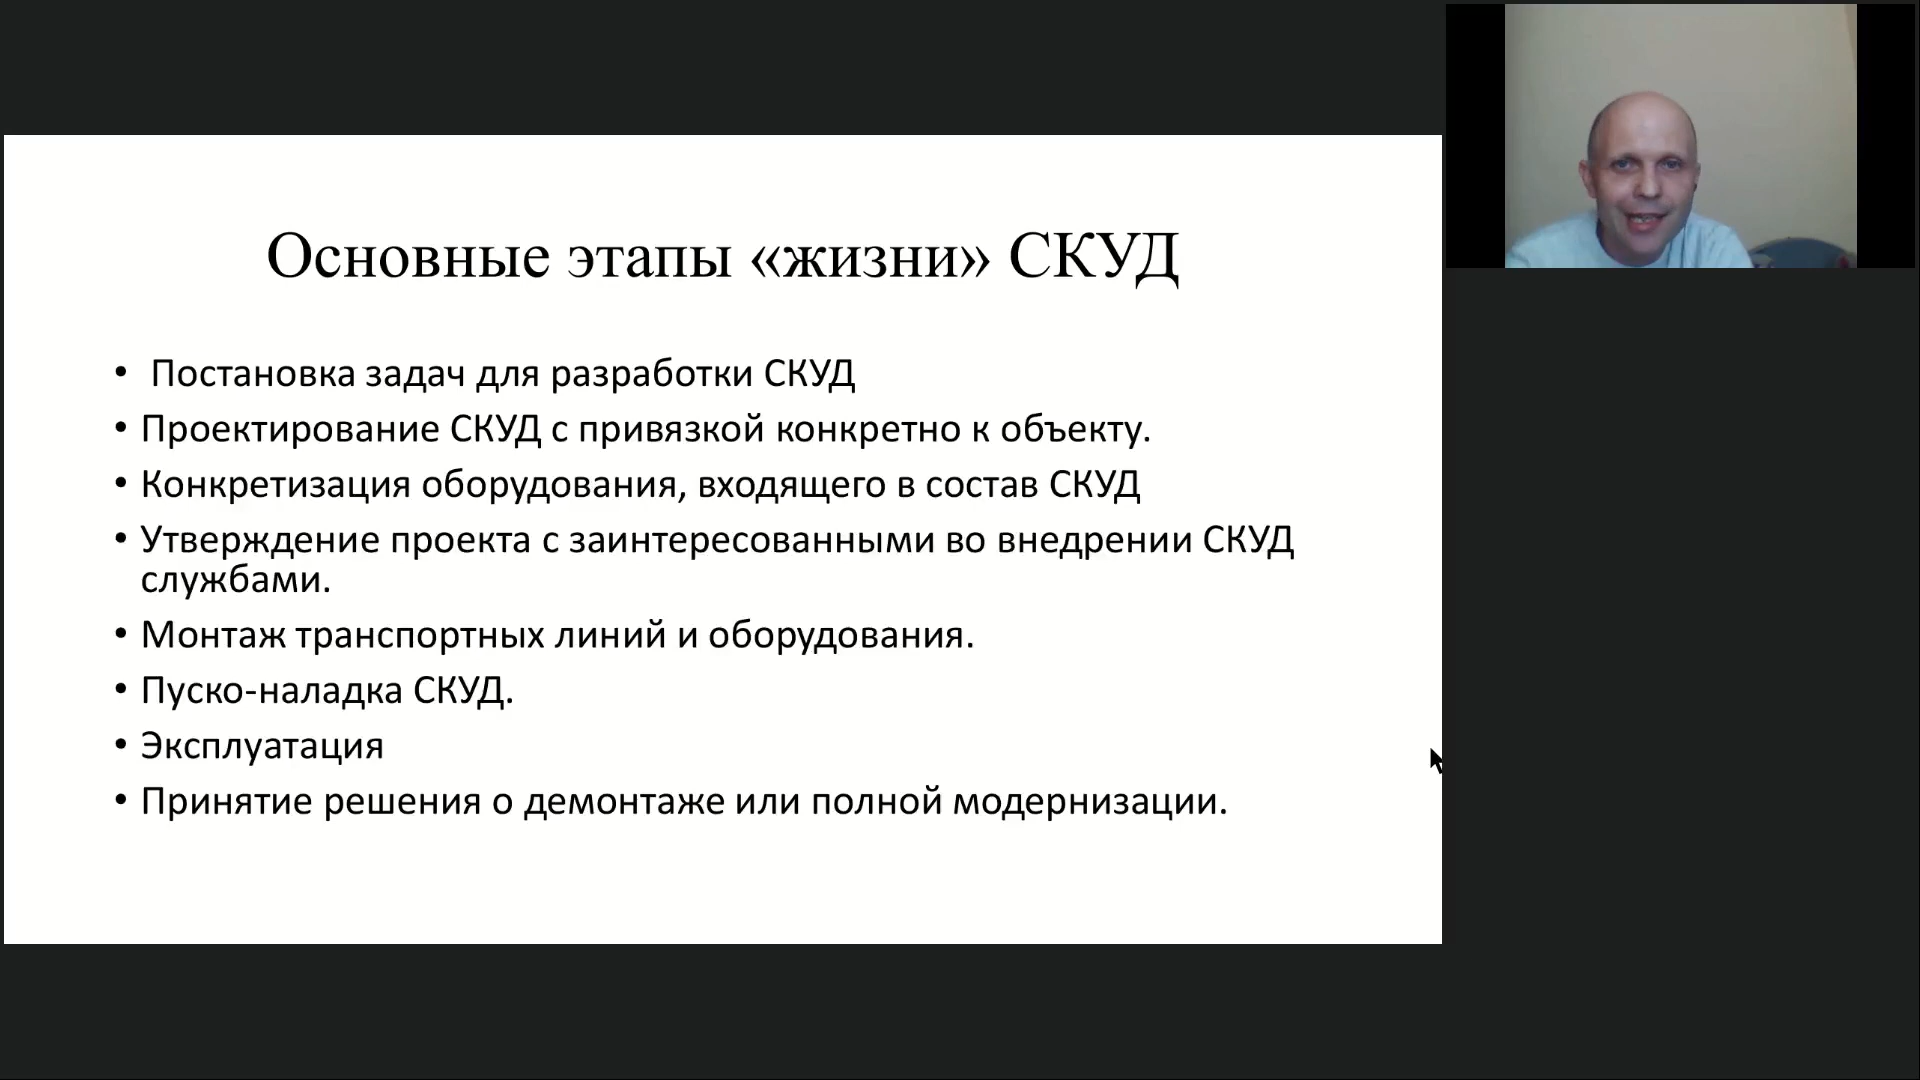 Основные этапы «жизни» СКУД
• Постановка задач для разработки СКУД
• Проектирование СКУД с привязкой конкретно к объекту.
• Конкретизация оборудования, входящего в состав СКУД
• Утверждение проекта с заинтересованными во внедрении СКУД
службами.
• Монтаж транспортных линий и оборудования.
• Пуско-наладка СКУД.
• Эксплуатация
• Принятие решения о демонтаже или полной модернизации.